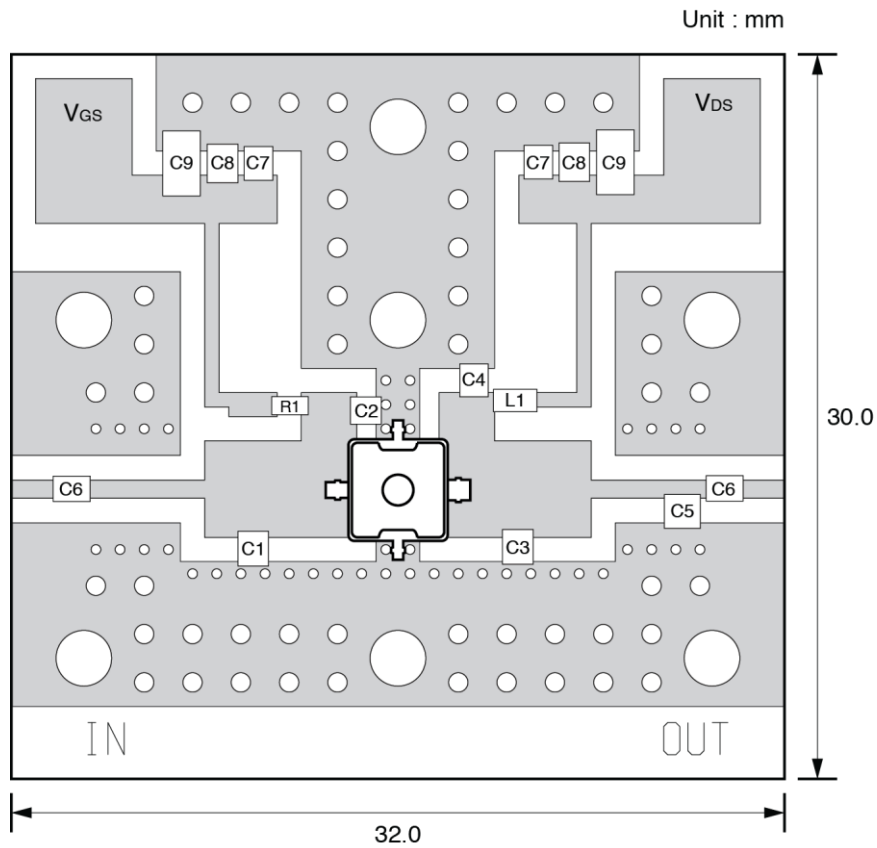 Unit : mm
VGS
VDS
C9 C8 C7
C7 C8 C9
C4
R1
C2
L1
30.0
C6
C6
C5
C1
C3
IN
OUT
32.0